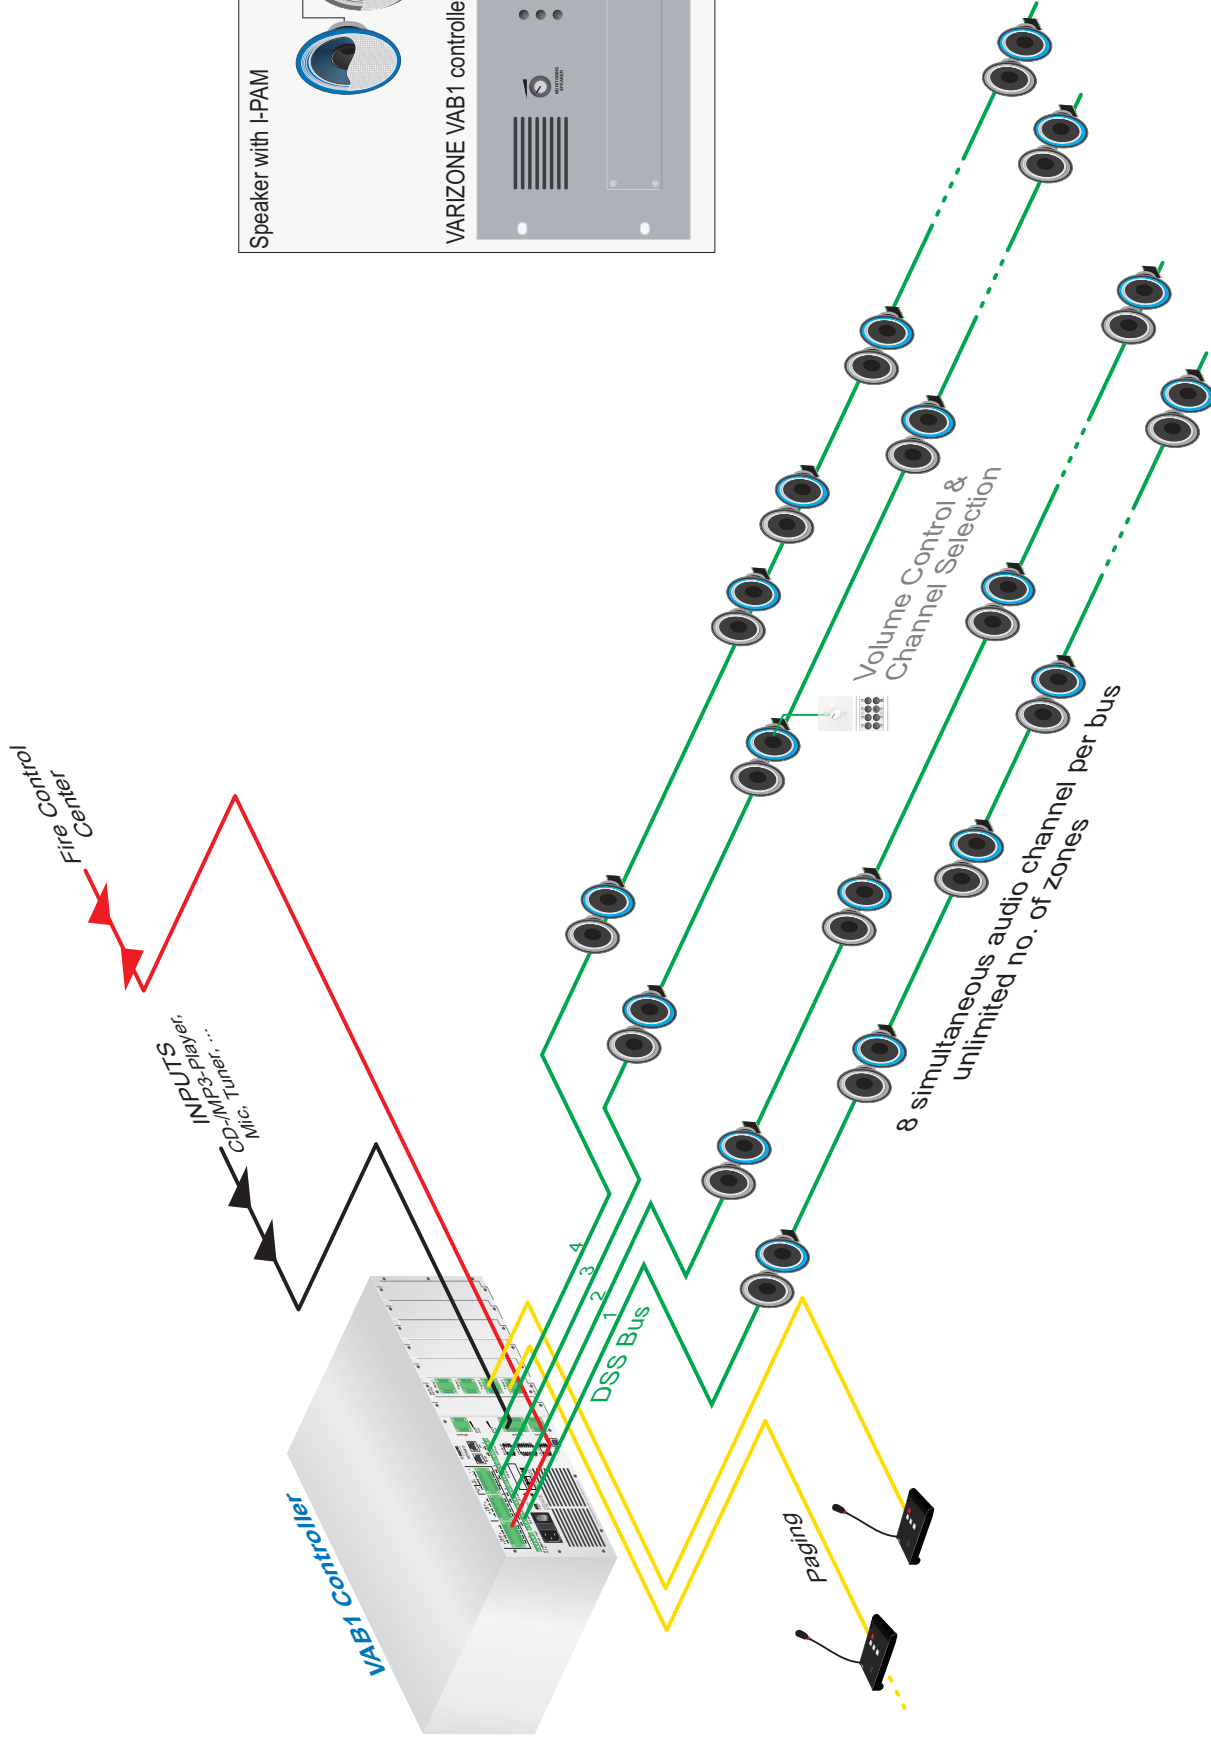 Speaker with I-PAM
VARIZONE VAB1 controlle
MONITORING
SPEAKER
Fire Control
Center
INPUTS
CD-/MP3-Player,
Mic, Tuner,...
VAB1 Controller
4
3
2
1
DSS Bus
Volume Control &
Channel Selection
8 simultaneous audio channel per bus
unlimited no. of zones
Paging